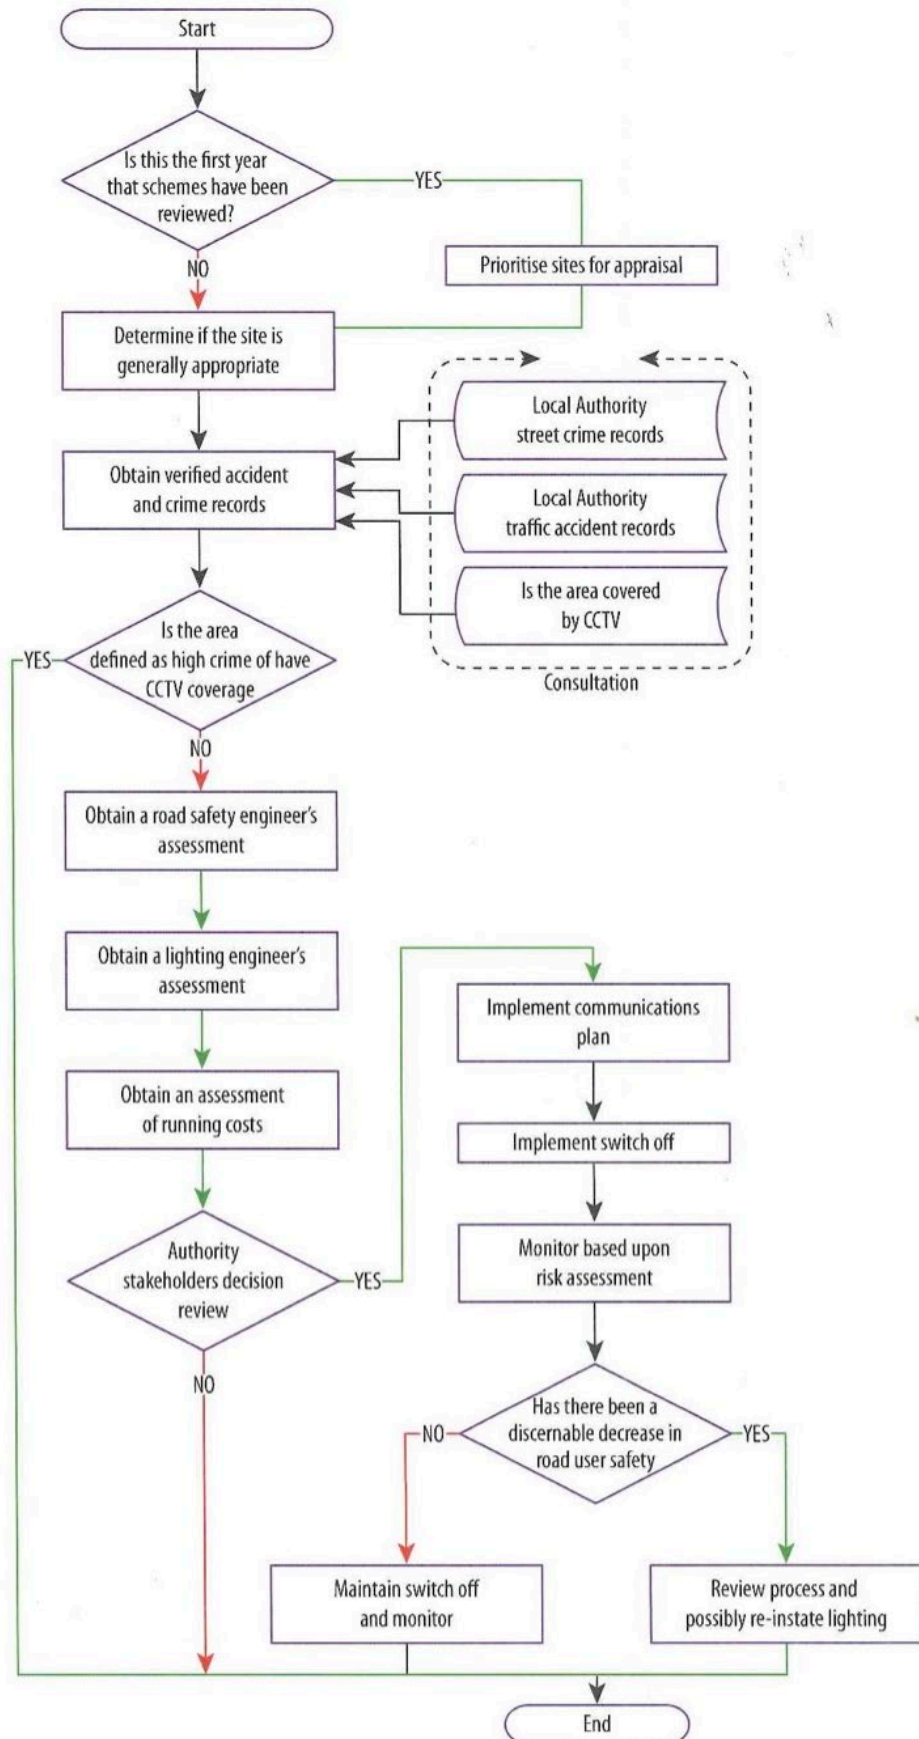 Start
Is this the first year
that schemes have been
reviewed?
YES
NO
Prioritise sites for appraisal
Determine if the site is
generally appropriate
Local Authority
street crime records
Obtain verified accident
and crime records
Local Authority
traffic accident records
Is the area covered
by CCTV
Consultation
Is the area
defined as high crime of have
CCTV coverage
YES
NO
Obtain a road safety engineer's
assessment
Obtain a lighting engineer's
assessment
Obtain an assessment
of running costs
Authority
stakeholders decision
review
YES
NO
Implement communications
plan
Implement switch off
Monitor based upon
risk assessment
Has there been a
discernable decrease in
road user safety
NO
YES
Maintain switch off
and monitor
Review process and
possibly re-instate lighting
End